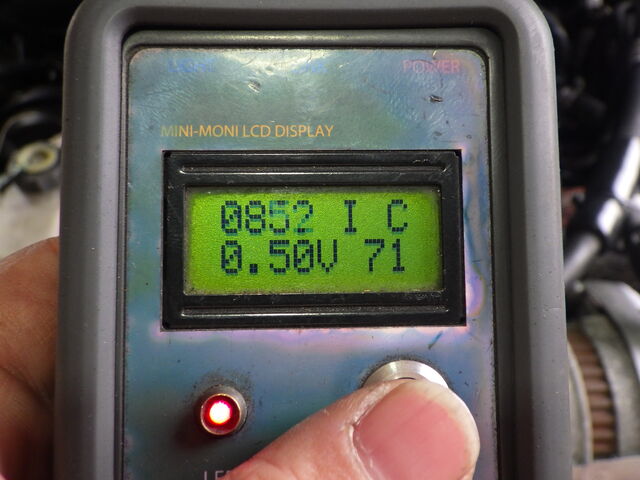 POWER
MINI-MONI LCD DISPLAY
0852 I C
0.50V 71